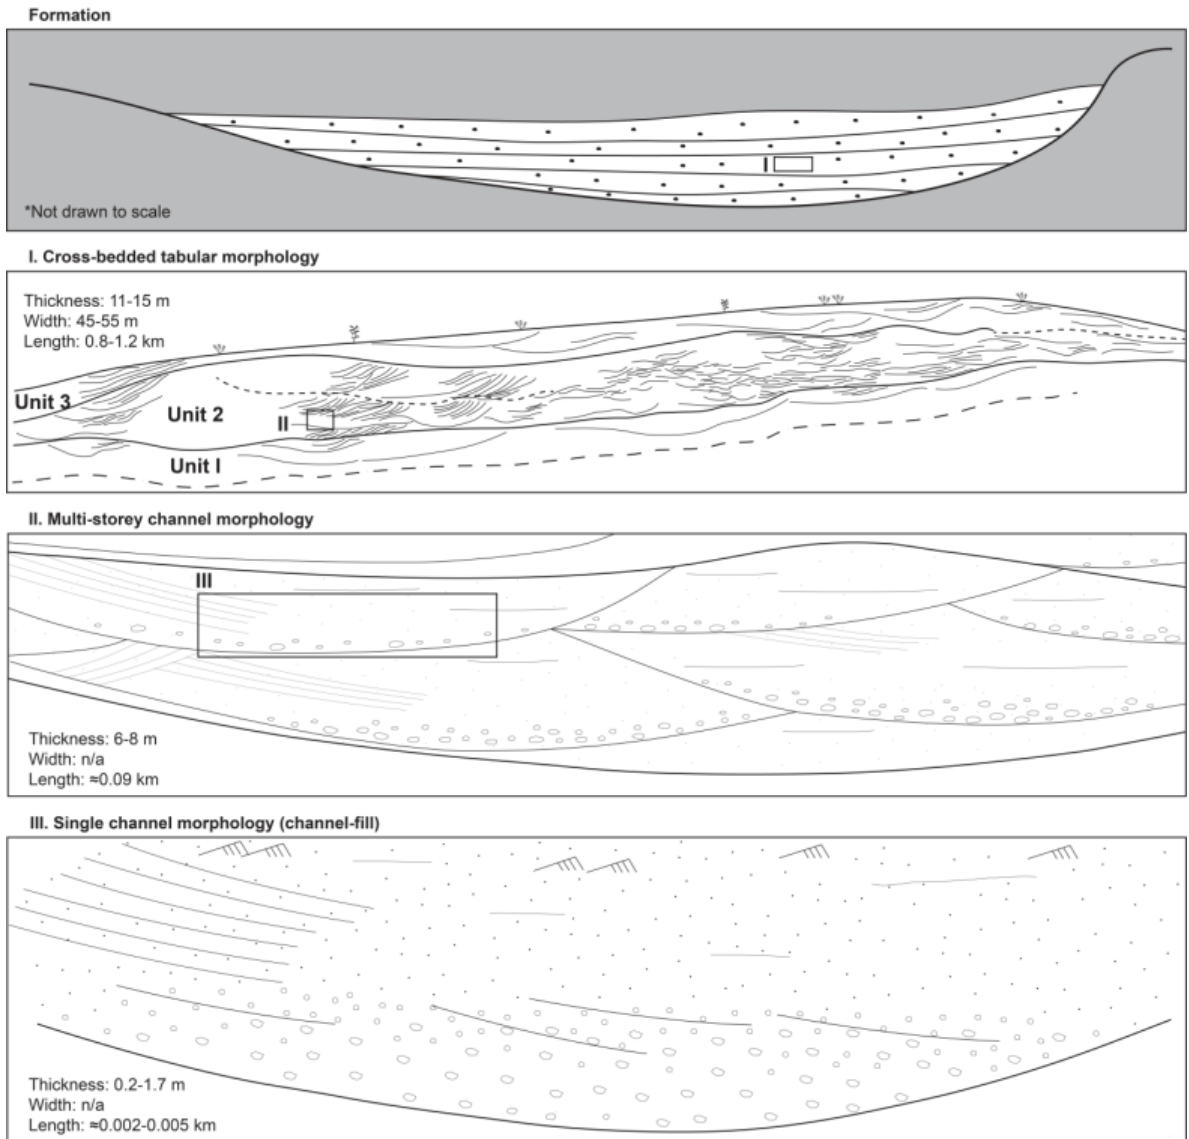 Formation
I
*Not drawn to scale
I. Cross-bedded tabular morphology
Thickness: 11-15 m
Width: 45-55 m
Length: 0.8-1.2 km
Unit 3
Unit 2
II
Unit I
II. Multi-storey channel morphology
III
Thickness: 6-8 m
Width: n/a
Length: ≈0.09 km
III. Single channel morphology (channel-fill)
Thickness: 0.2-1.7 m
Width: n/a
Length: ≈0.002-0.005 km